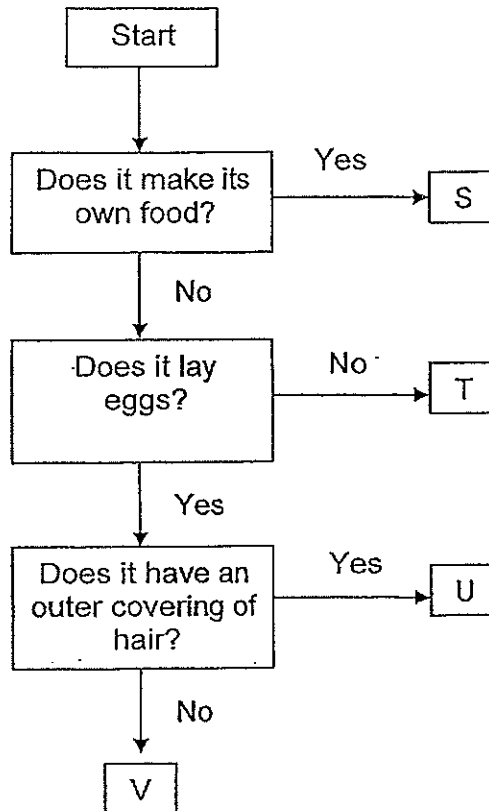 Start
Does it make its
own food?
Yes
S
No
Does it lay
eggs?
No
T
Yes
Does it have an
outer covering of
hair?
Yes
U
No
V